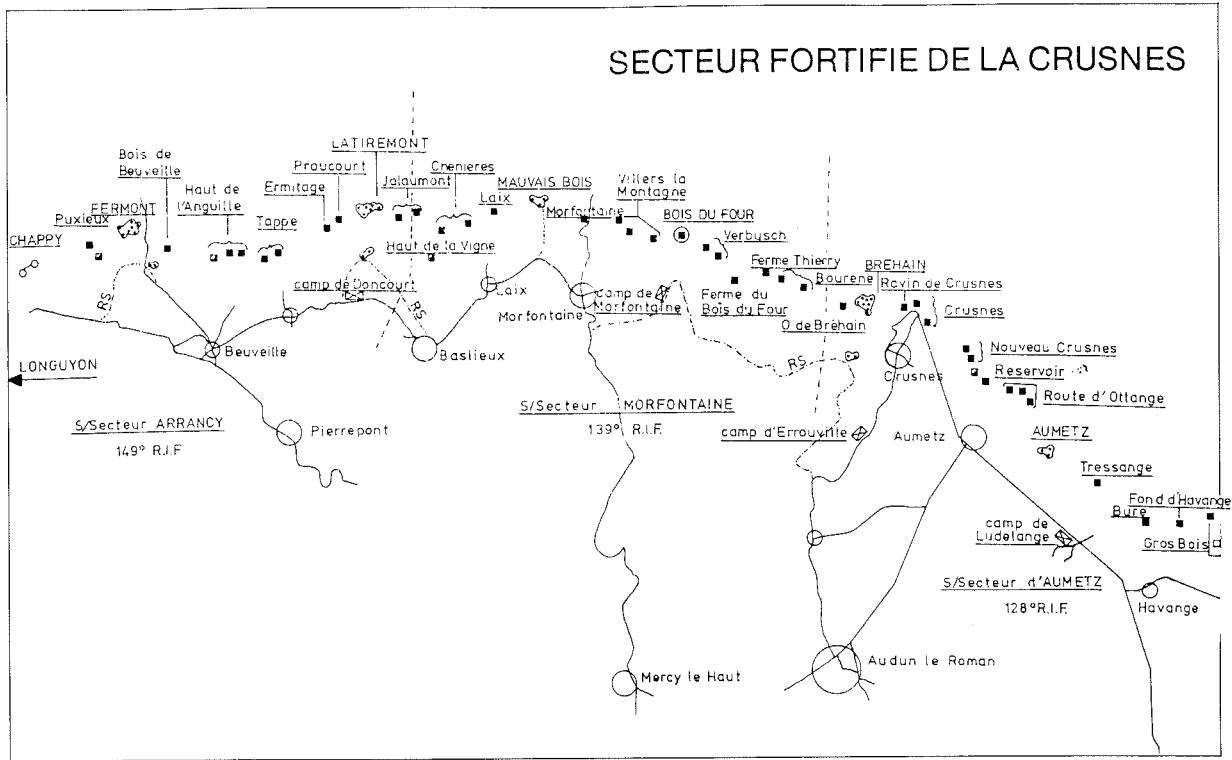 SECTEUR FORTIFIE DE LA CRUSNES
LATIREMONT
Bois de
Beuveille
Proucourt
Chenieres
Ermitage
Jalaumont
MAUVAIS BOIS
Villers la
Montagne
Haut de
l'Anguille
Laix
Puxieux
FERMONT
Tappe
Morfontaine
BOIS DU FOUR
CHAPPY
Haut de la Vigne
Verbusch
Ferme Thierry
BREHAIN
Bourene
Ravin de Crusnes
camp de Doncourt
RS
RS
Laix
Camp de
Morfontaine
Ferme du
Bois du Four
Crusnes
Morfontaine
O de Bréhain
Beuveille
Baslieux
RS
Nouveau Crusnes
LONGUYON
Crusnes
Reservoir
Route d'Ottange
S/Secteur ARRANCY
149° R.I.F.
Pierrepont
S/Secteur MORFONTAINE
139° R.I.F.
camp d'Errouville
Aumetz
AUMETZ
Tressange
Fond d'Havange
Bure
camp de
Ludelange
Gros Bois
S/Secteur d'AUMETZ
128° R.I.F.
Havange
Audun le Roman
Mercy le Haut